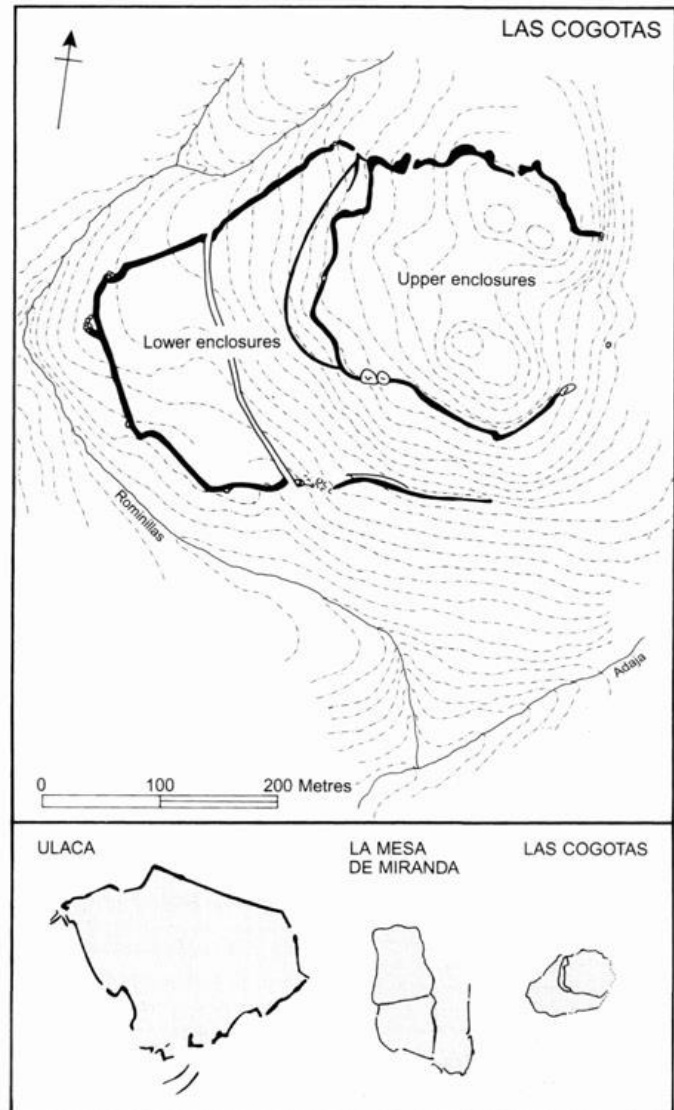 LAS COGOTAS
Upper enclosures
Lower enclosures
Rominillas
Adaja
0 100 200 Metres
ULACA
LA MESA
DE MIRANDA
LAS COGOTAS